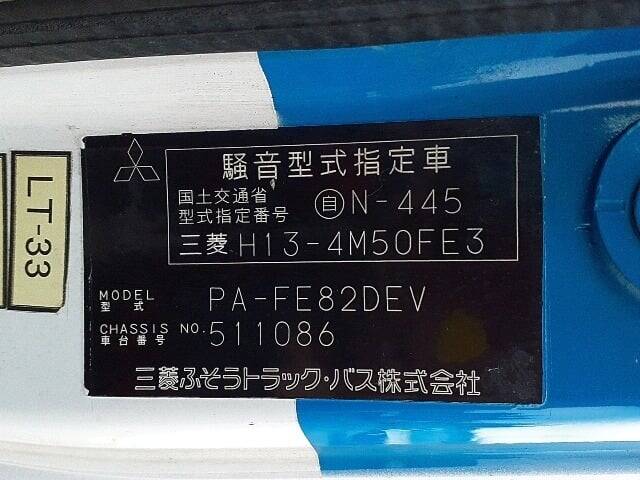 騒音型式指定車
国土交通省
型式指定番号 自 N-445
三菱 H13-4M50FE3
MODEL
型式 PA-FE82DEV
CHASSIS NO.
車台番号 511086
三菱ふそうトラック・バス株式会社
LT-33